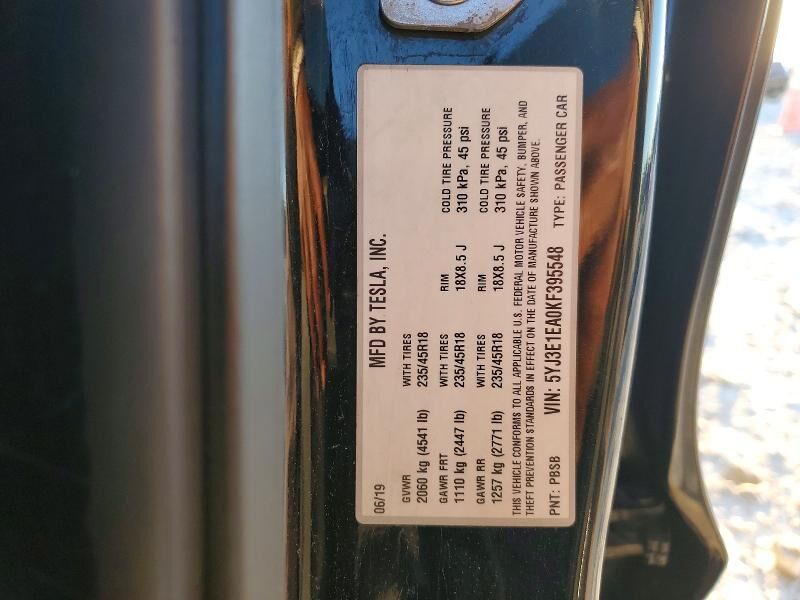 MFD BY TESLA, INC.
06/19
GVWR WITH TIRES
2060 kg (4541 lb) 235/45R18
GAWR FRT WITH TIRES RIM COLD TIRE PRESSURE
1110 kg (2447 lb) 235/45R18 18X8.5 J 310 kPa, 45 psi
GAWR RR WITH TIRES RIM COLD TIRE PRESSURE
1257 kg (2771 lb) 235/45R18 18X8.5 J 310 kPa, 45 psi
THIS VEHICLE CONFORMS TO ALL APPLICABLE U.S. FEDERAL MOTOR VEHICLE SAFETY, BUMPER, AND
THEFT PREVENTION STANDARDS IN EFFECT ON THE DATE OF MANUFACTURE SHOWN ABOVE.
PNT: PBSB VIN: 5YJ3E1EA0KF395548 TYPE: PASSENGER CAR